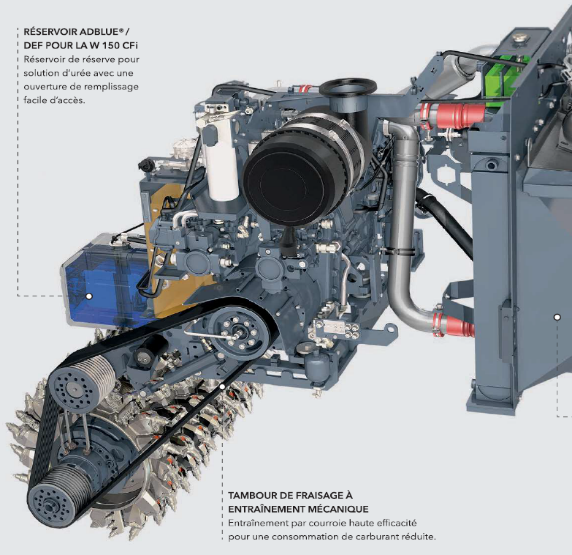 RÉSERVOIR ADBLUE® /
DEF POUR LA W 150 CFi
Réservoir de réserve pour
solution d'urée avec une
ouverture de remplissage
facile d'accès.
TAMBOUR DE FRAISAGE À
ENTRAÎNEMENT MÉCANIQUE
Entraînement par courroie haute efficacité
pour une consommation de carburant réduite.